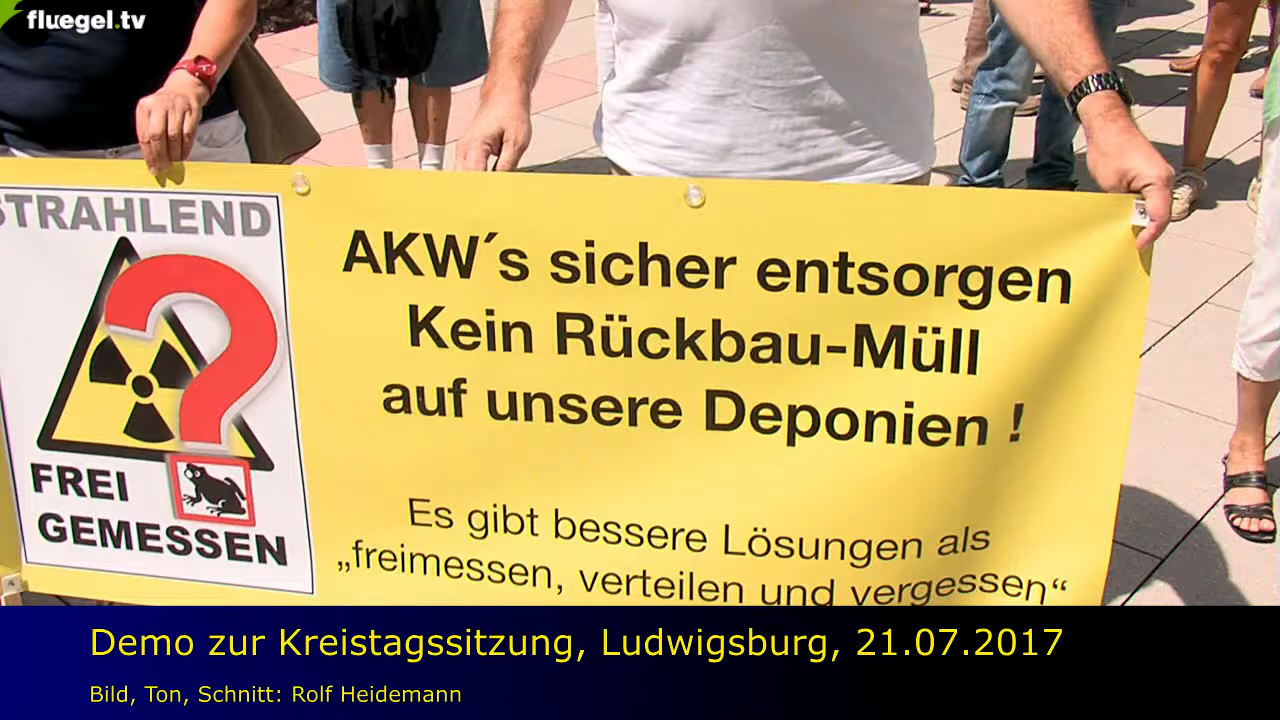 fluegel.tv
STRAHLEND
FREI
GEMESSEN
AKW´s sicher entsorgen
Kein Rückbau-Müll
auf unsere Deponien !
Es gibt bessere Lösungen als
„freimessen, verteilen und vergessen“
Demo zur Kreistagssitzung, Ludwigsburg, 21.07.2017
Bild, Ton, Schnitt: Rolf Heidemann